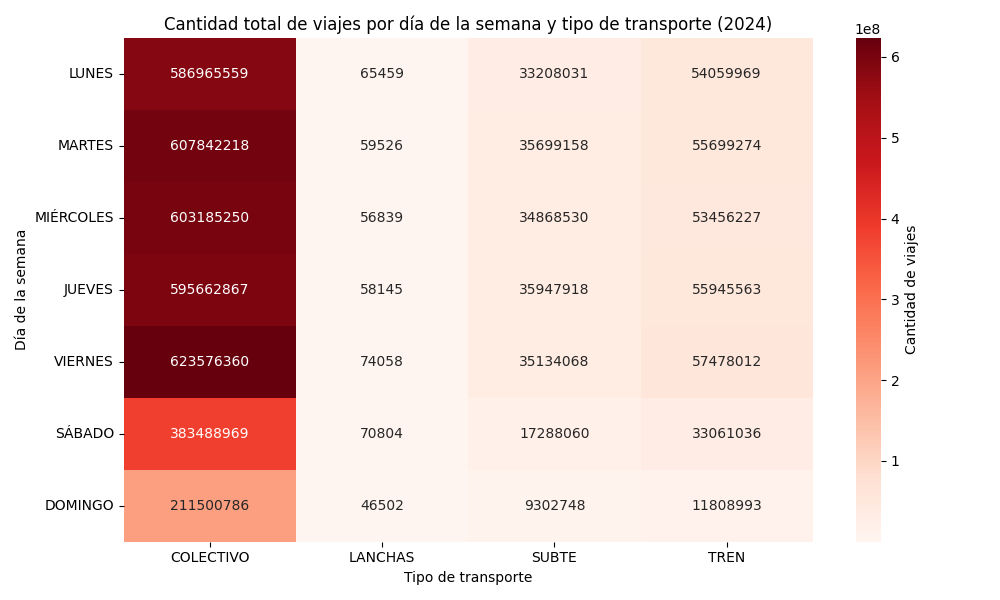 Cantidad total de viajes por día de la semana y tipo de transporte (2024)
1e8
LUNES 586965559 65459 33208031 54059969
MARTES 607842218 59526 35699158 55699274
MIÉRCOLES 603185250 56839 34868530 53456227
JUEVES 595662867 58145 35947918 55945563
VIERNES 623576360 74058 35134068 57478012
SÁBADO 383488969 70804 17288060 33061036
DOMINGO 211500786 46502 9302748 11808993
COLECTIVO LANCHAS SUBTE TREN
Tipo de transporte
Día de la semana
6
5
4
3
2
1
Cantidad de viajes